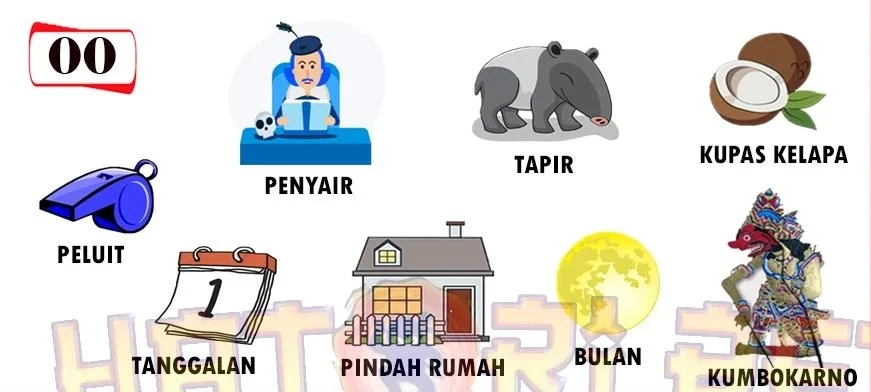 00
PENYAIR
TAPIR
KUPAS KELAPA
PELUIT
1
TANGGALAN
PINDAH RUMAH
BULAN
KUMBOKARNO